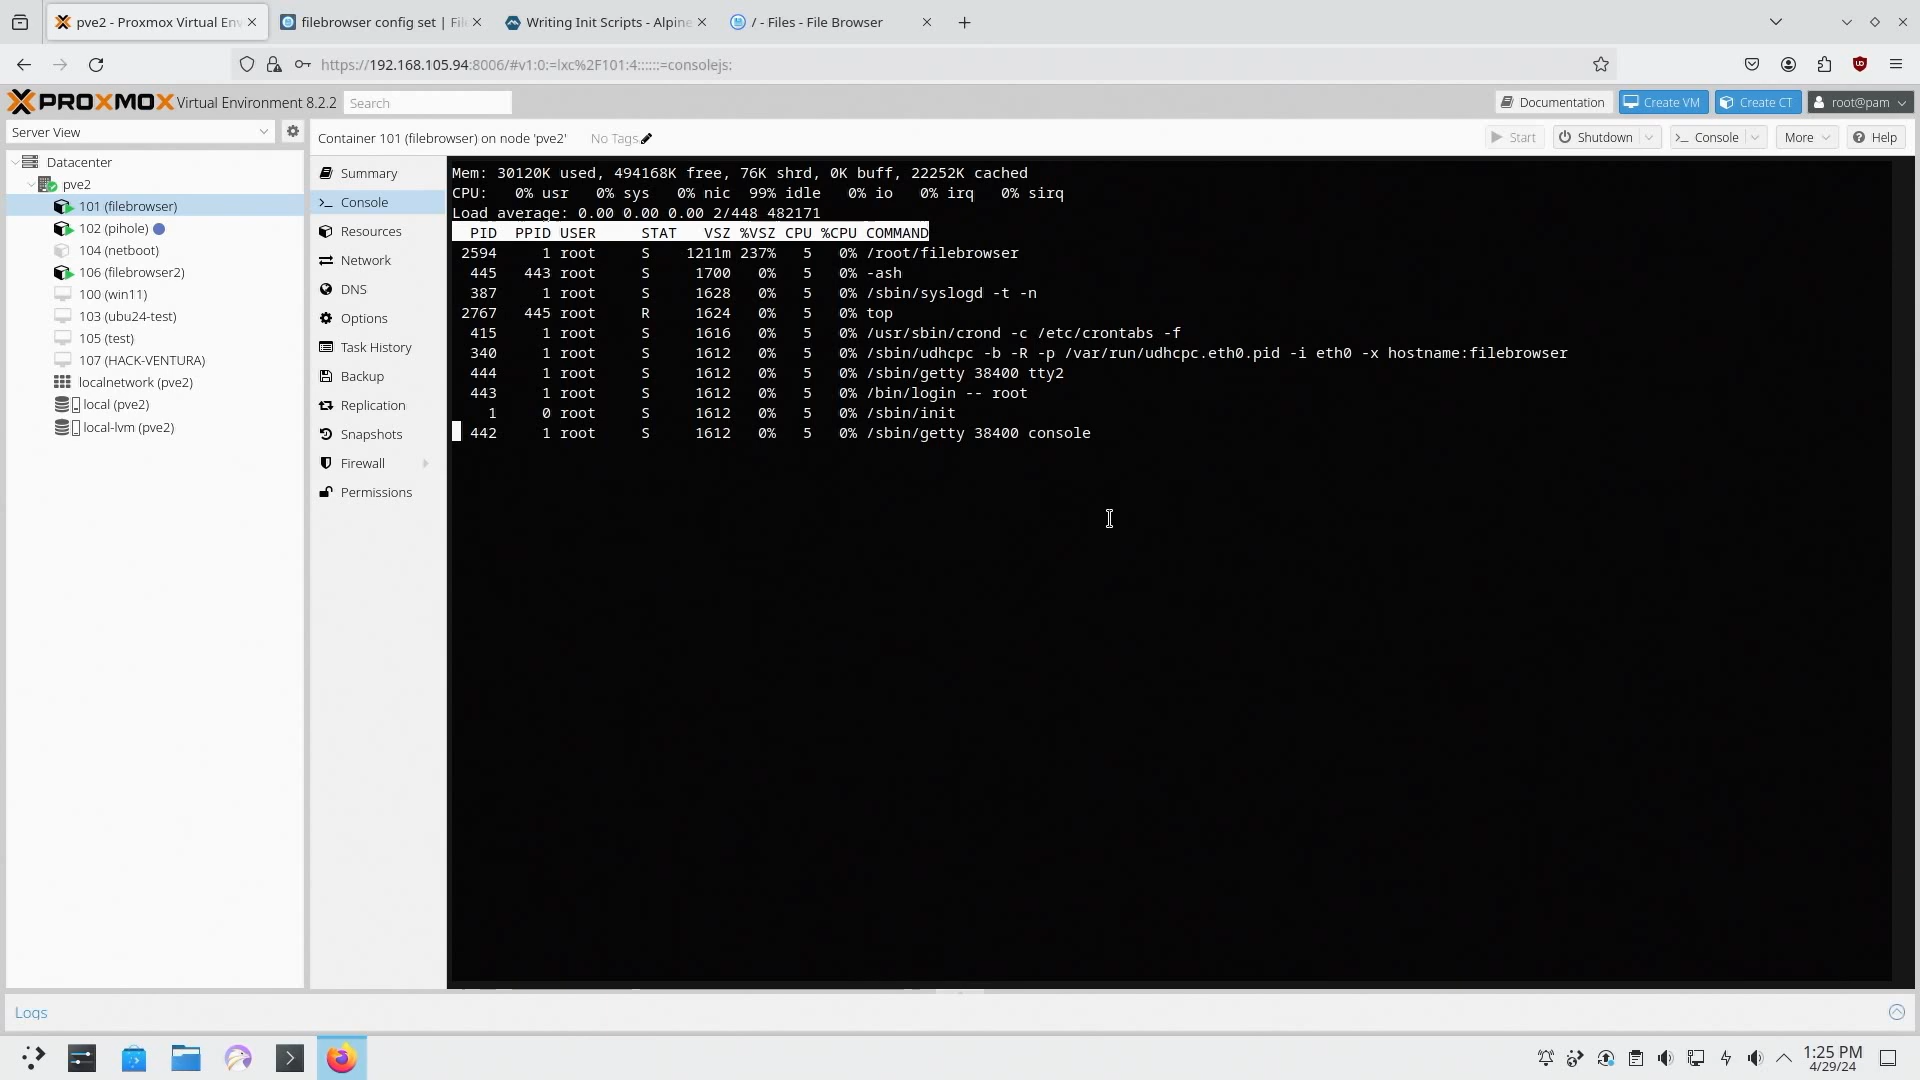 pve2 - Proxmox Virtual Env
filebrowser config set | Fil
Writing Init Scripts - Alpine
/ - Files - File Browser
https://192.168.105.94:8006/#v1:0:=lxc%2F101:4::::::=consolejs:
PROXMOX Virtual Environment 8.2.2
Search
Documentation
Create VM
Create CT
root@pam
Server View
Container 101 (filebrowser) on node 'pve2'
No Tags
Start
Shutdown
Console
More
Help
Datacenter
pve2
101 (filebrowser)
102 (pihole)
104 (netboot)
106 (filebrowser2)
100 (win11)
103 (ubu24-test)
105 (test)
107 (HACK-VENTURA)
localnetwork (pve2)
local (pve2)
local-lvm (pve2)
Summary
Console
Resources
Network
DNS
Options
Task History
Backup
Replication
Snapshots
Firewall
Permissions
Mem: 30120K used, 494168K free, 76K shrd, 0K buff, 22252K cached
CPU:   0% usr   0% sys   0% nic  99% idle   0% io   0% irq   0% sirq
Load average: 0.00 0.00 0.00 2/448 482171
PID  PPID USER     STAT   VSZ %VSZ CPU %CPU COMMAND
2594     1 root     S    1211m 237%   5   0% /root/filebrowser
445   443 root     S     1700   0%   5   0% -ash
387     1 root     S     1628   0%   5   0% /sbin/syslogd -t -n
2767   445 root     R     1624   0%   5   0% top
415     1 root     S     1616   0%   5   0% /usr/sbin/crond -c /etc/crontabs -f
340     1 root     S     1612   0%   5   0% /sbin/udhcpc -b -R -p /var/run/udhcpc.eth0.pid -i eth0 -x hostname:filebrowser
444     1 root     S     1612   0%   5   0% /sbin/getty 38400 tty2
443     1 root     S     1612   0%   5   0% /bin/login -- root
1     0 root     S     1612   0%   5   0% /sbin/init
442     1 root     S     1612   0%   5   0% /sbin/getty 38400 console
Logs
1:25 PM
4/29/24